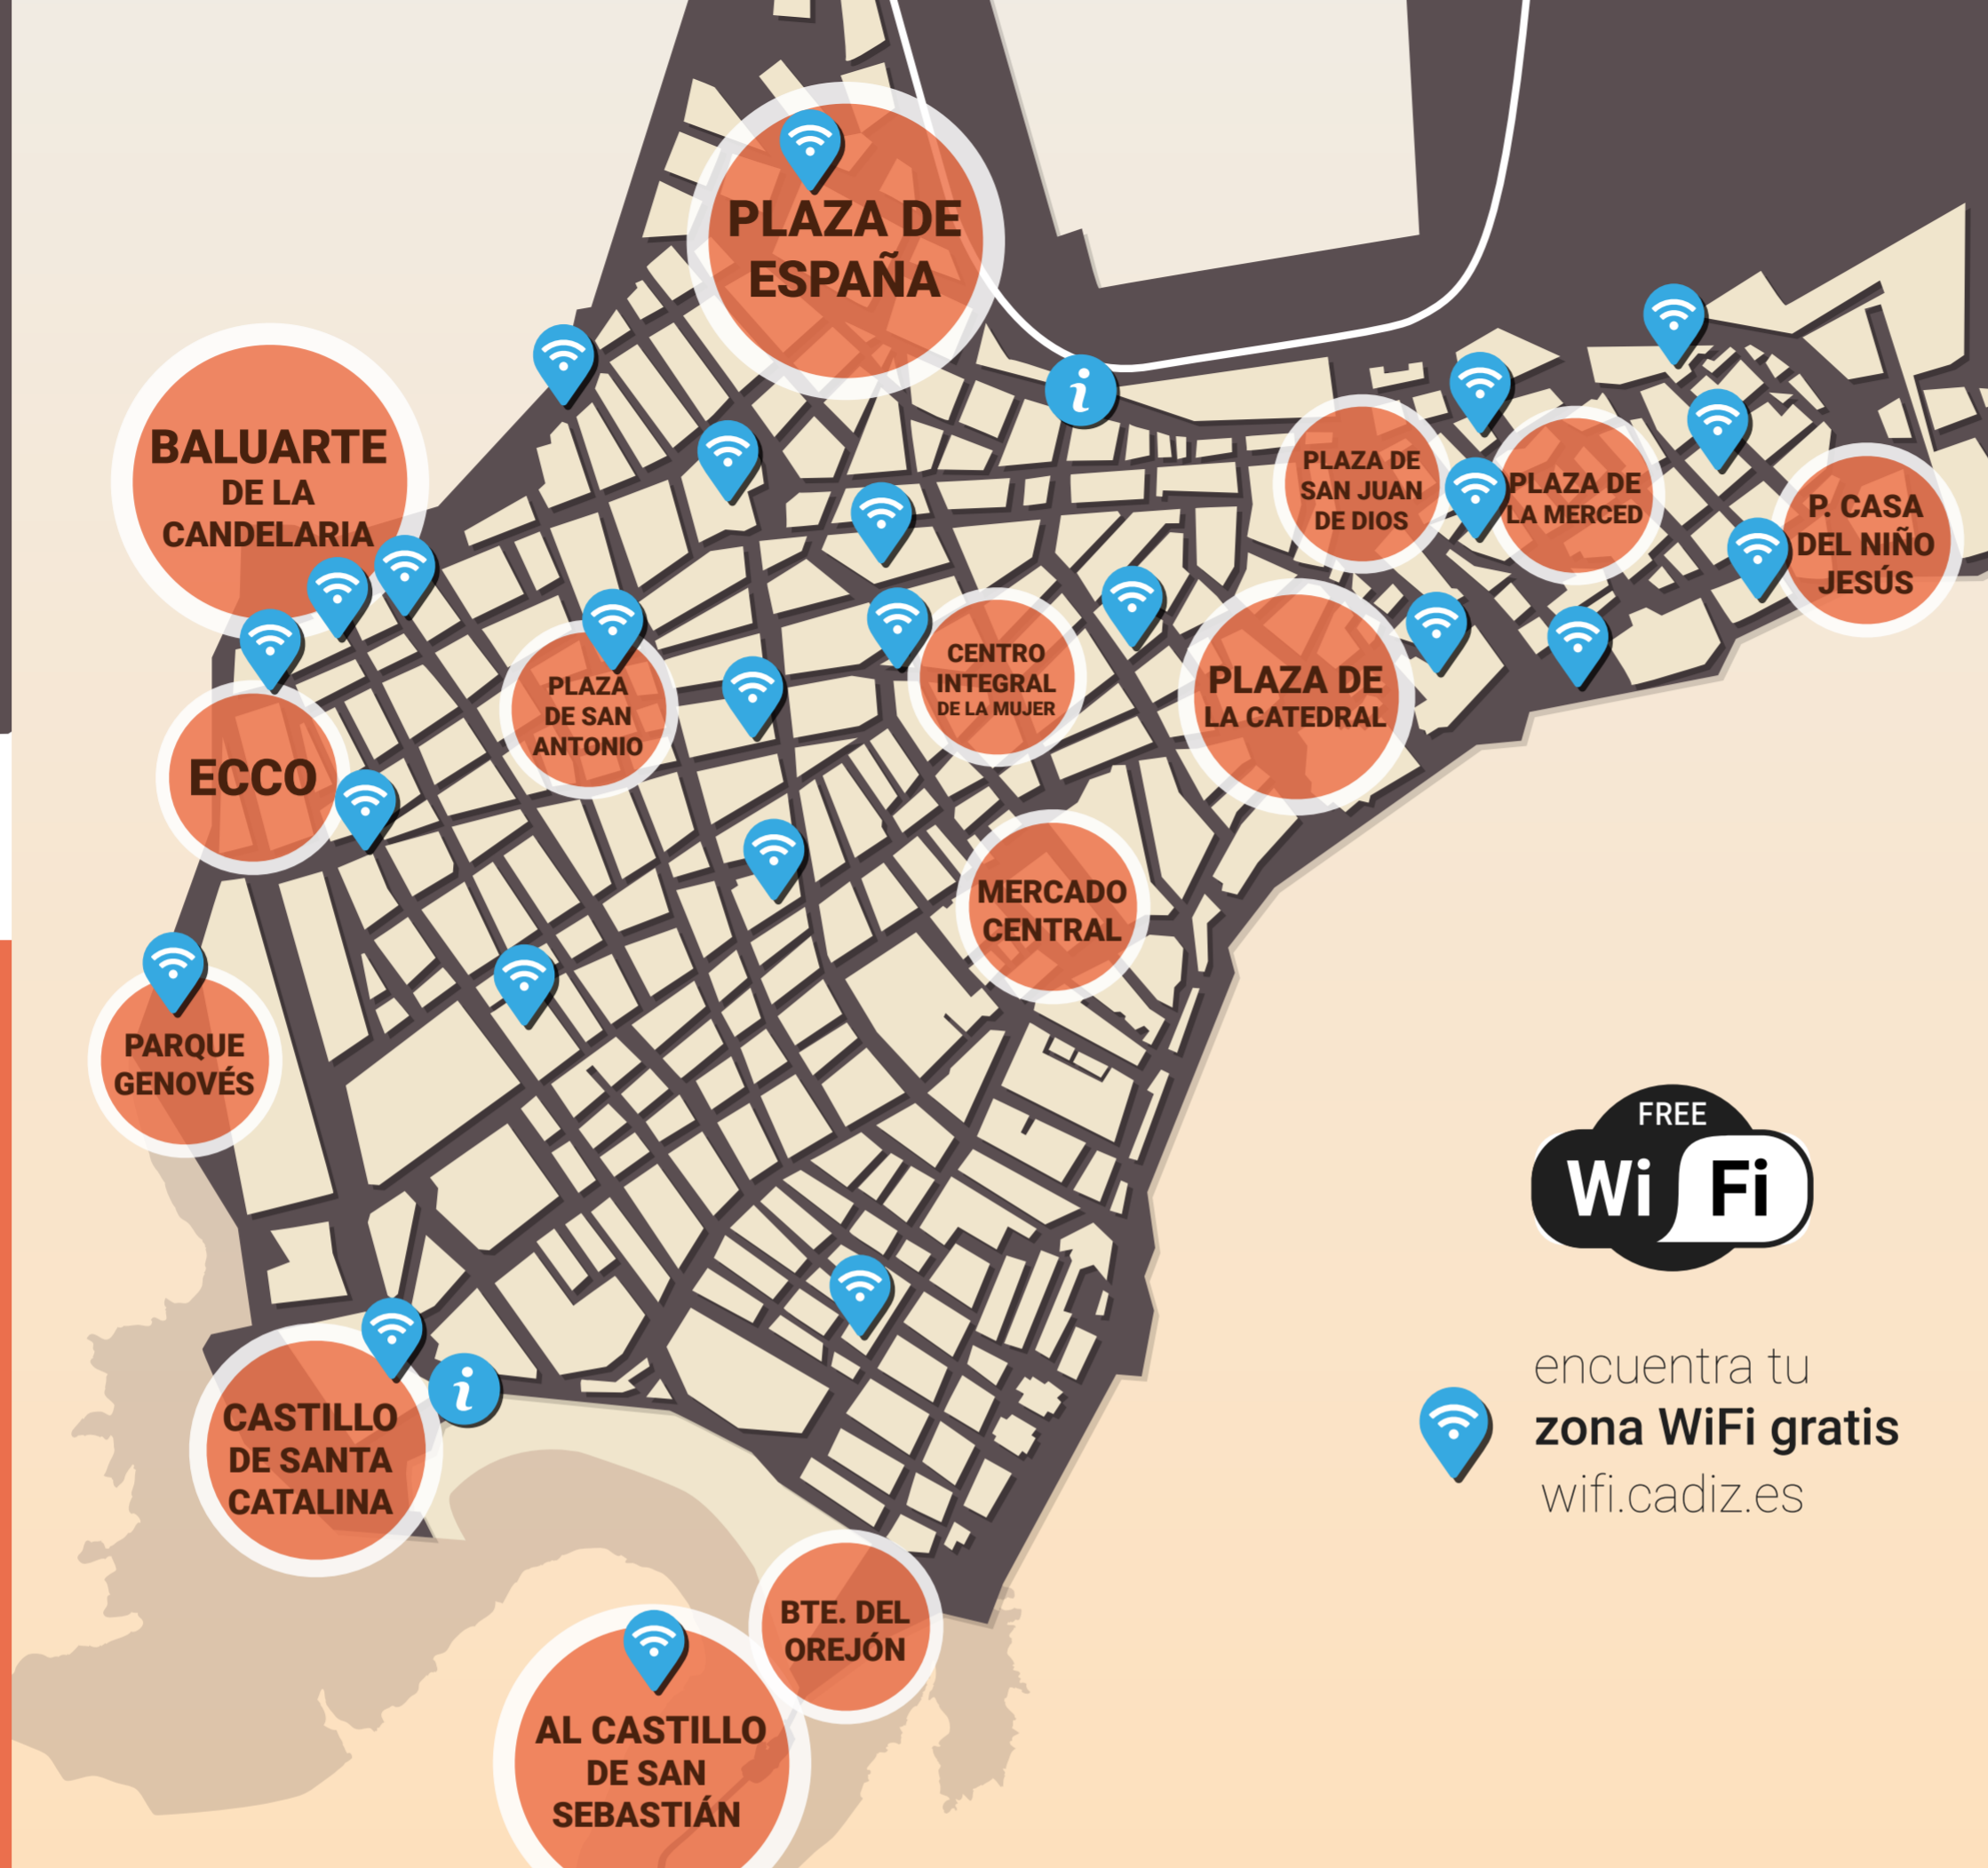 PLAZA DE
ESPAÑA
BALUARTE
DE LA
CANDELARIA
i
PLAZA DE
SAN JUAN
DE DIOS
PLAZA DE
LA MERCED
P. CASA
DEL NIÑO
JESÚS
CENTRO
INTEGRAL
DE LA MUJER
PLAZA DE
LA CATEDRAL
PLAZA
DE SAN
ANTONIO
ECCO
MERCADO
CENTRAL
PARQUE
GENOVÉS
FREE
Wi Fi
encuentra tu
zona WiFi gratis
wifi.cadiz.es
i
CASTILLO
DE SANTA
CATALINA
BTE. DEL
OREJÓN
AL CASTILLO
DE SAN
SEBASTIÁN